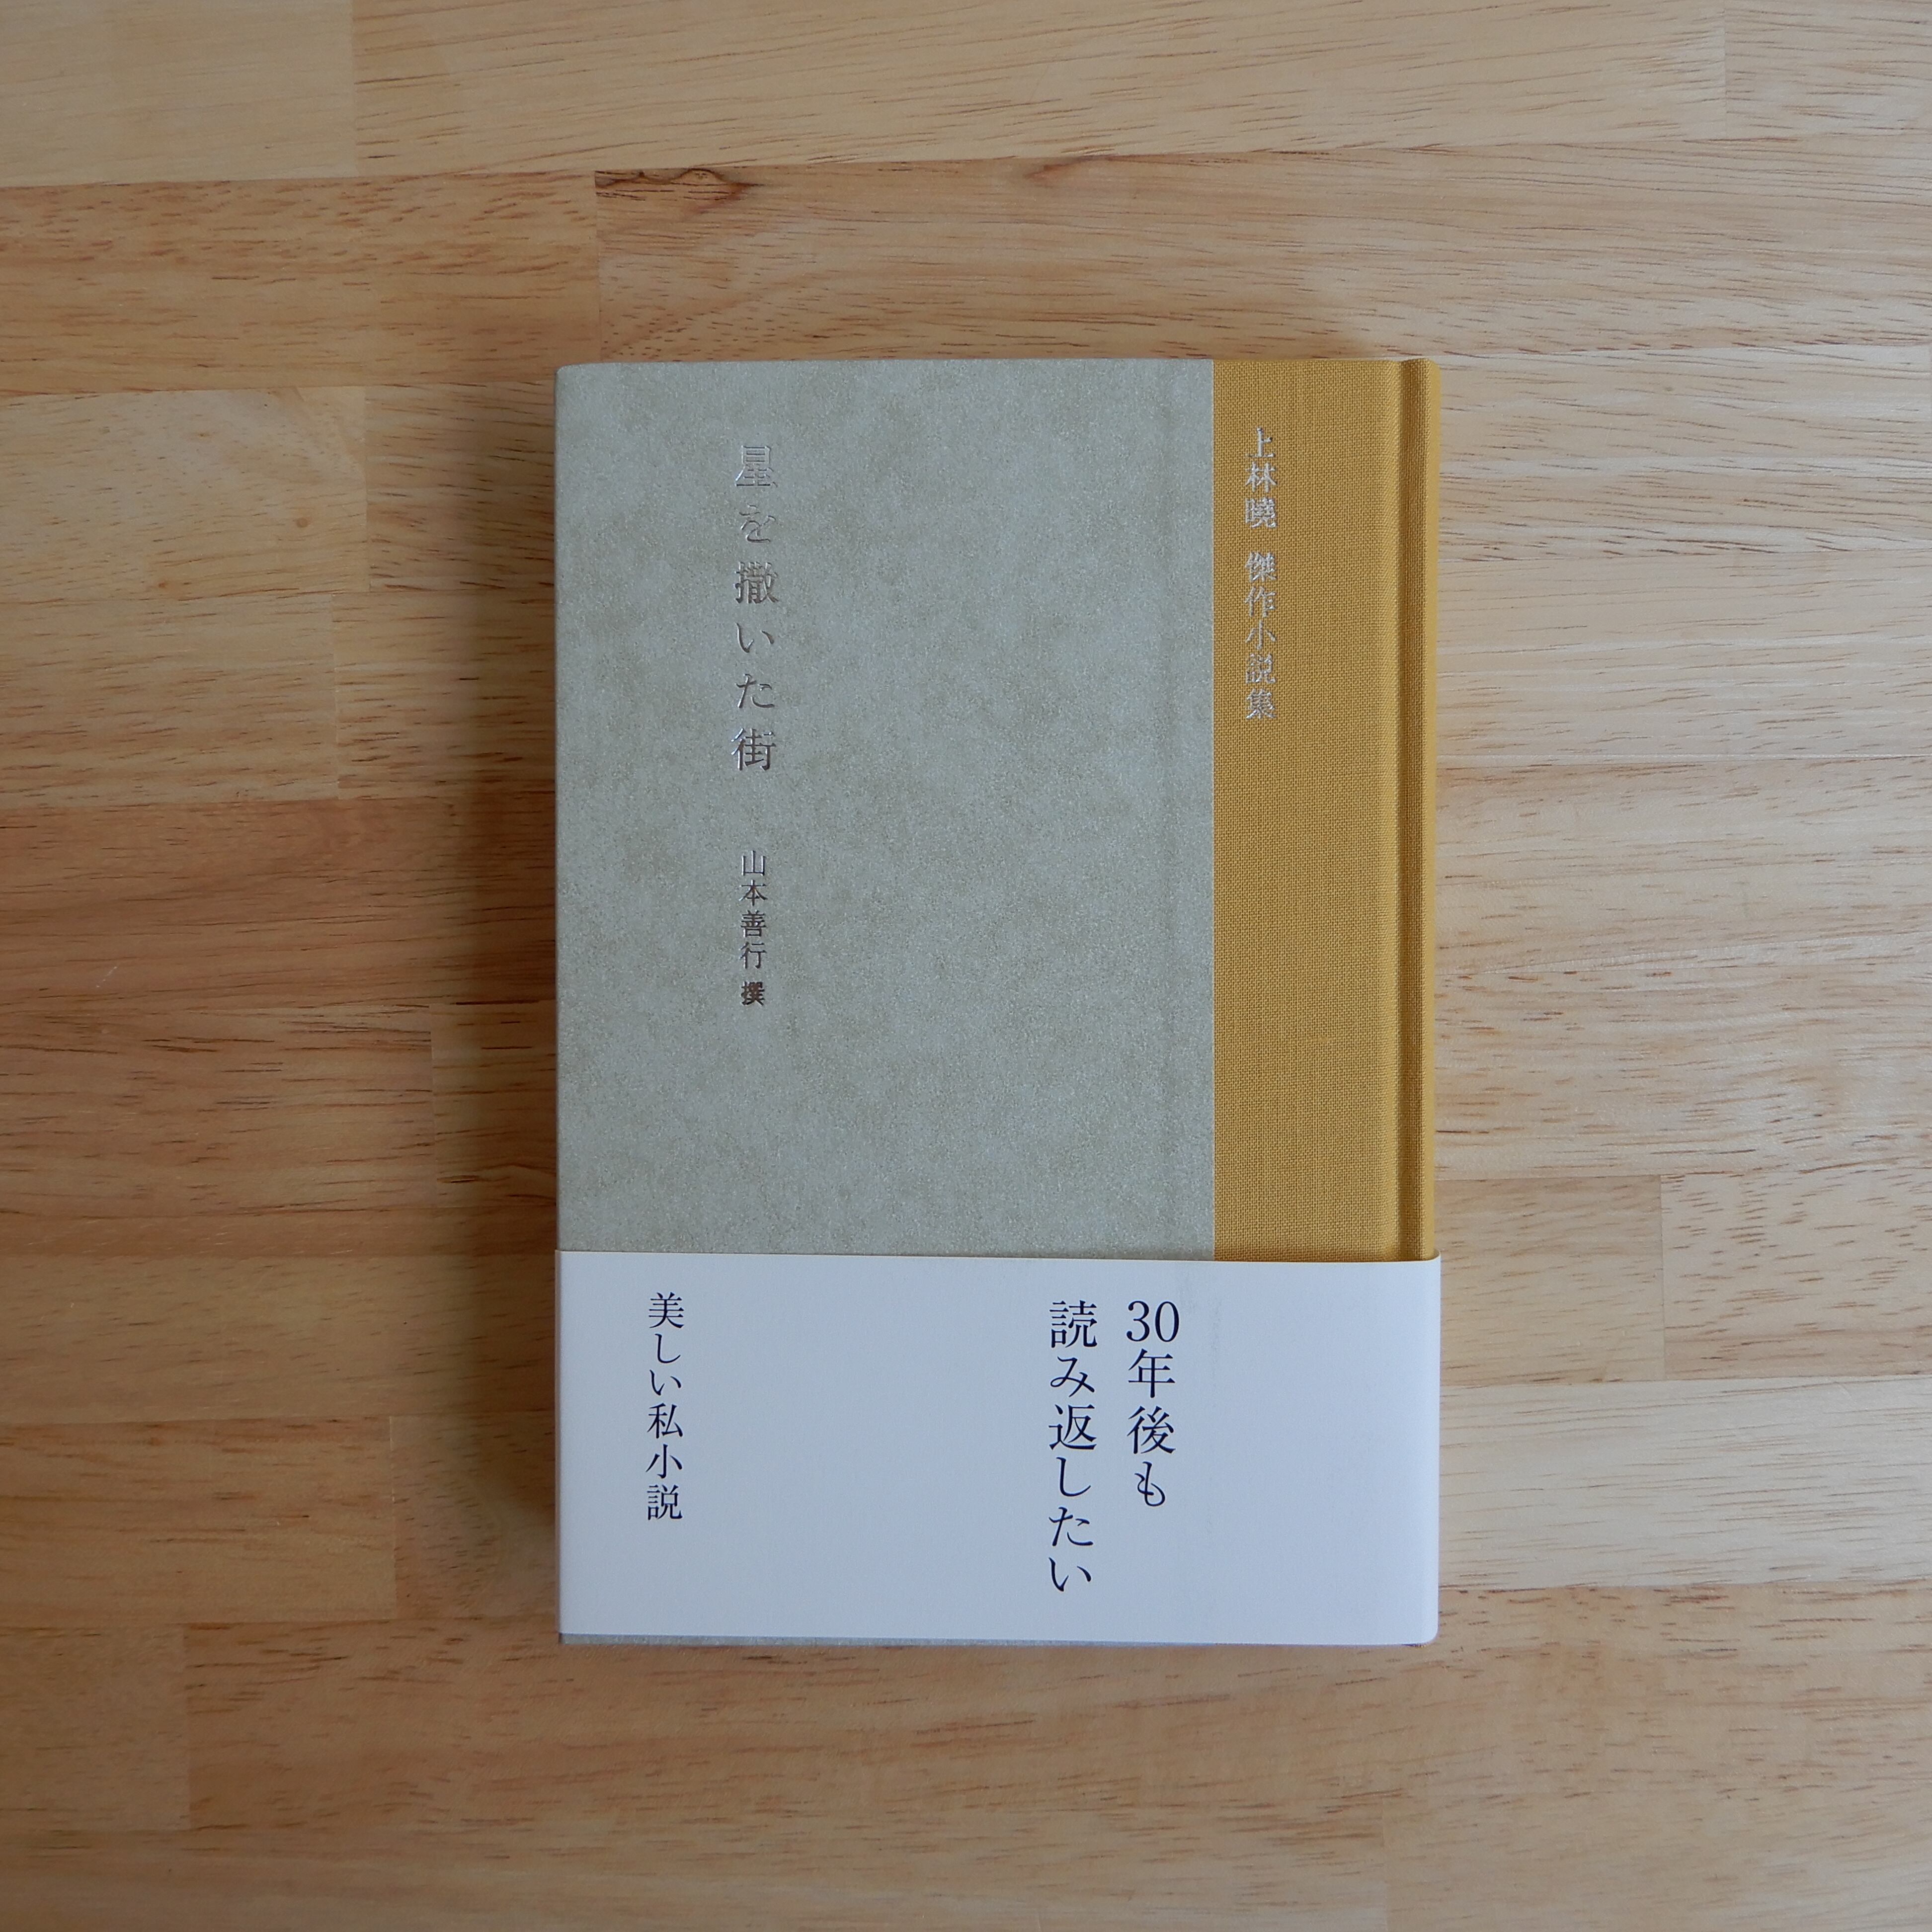 上林曉 傑作小説集
星を撒いた街
山本善行 撰
30年後も
読み返したい
美しい私小説